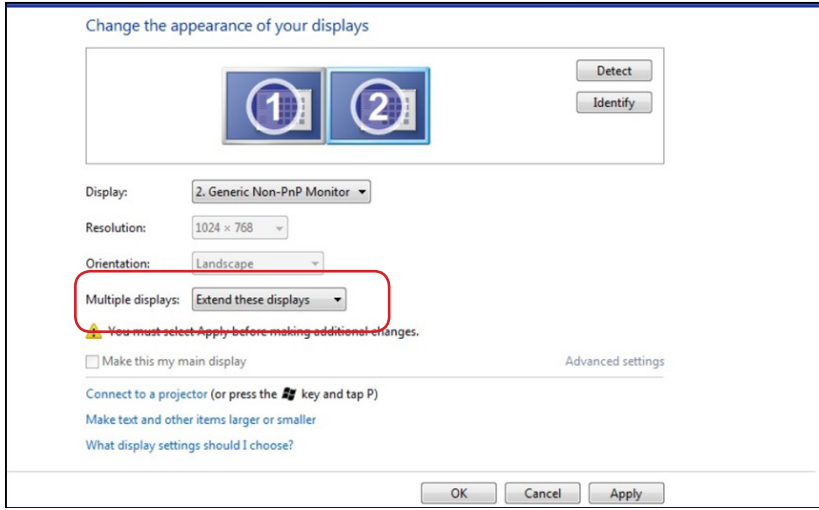 Change the appearance of your displays
1 2
Detect
Identify
Display: 2. Generic Non-PnP Monitor
Resolution: 1024 × 768
Orientation: Landscape
Multiple displays: Extend these displays
You must select Apply before making additional changes.
Make this my main display Advanced settings
Connect to a projector (or press the key and tap P)
Make text and other items larger or smaller
What display settings should I choose?
OK Cancel Apply